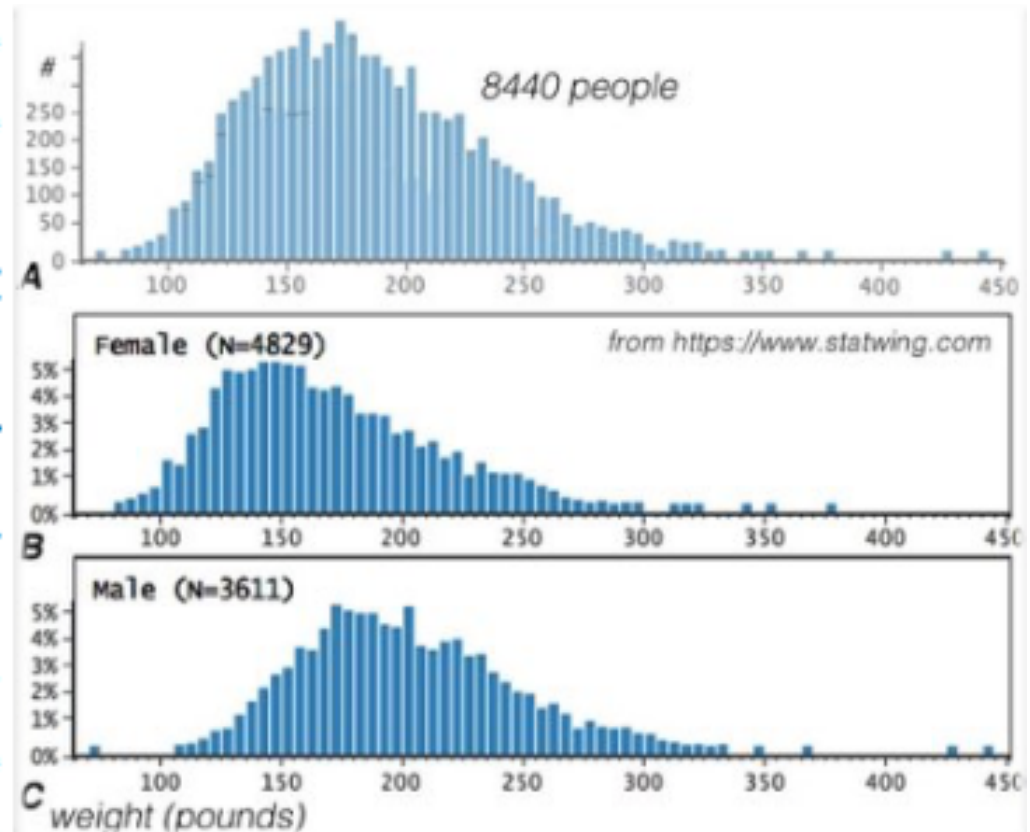 #
8440 people
250
200
150
100
50
0
A
100 150 200 250 300 350 400 450
Female (N=4829)
from https://www.statwing.com
5%
4%
3%
2%
1%
0%
B
100 150 200 250 300 350 400 450
Male (N=3611)
5%
4%
3%
2%
1%
0%
100 150 200 250 300 350 400 450
C
weight (pounds)